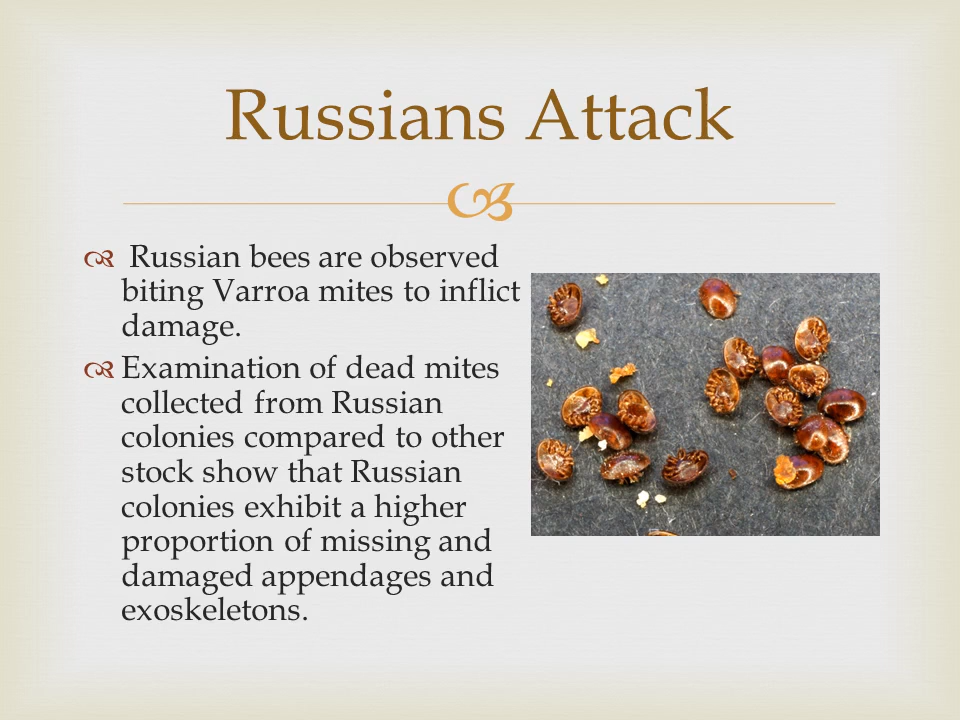 Russians Attack
Russian bees are observed
biting Varroa mites to inflict
damage.
Examination of dead mites
collected from Russian
colonies compared to other
stock show that Russian
colonies exhibit a higher
proportion of missing and
damaged appendages and
exoskeletons.